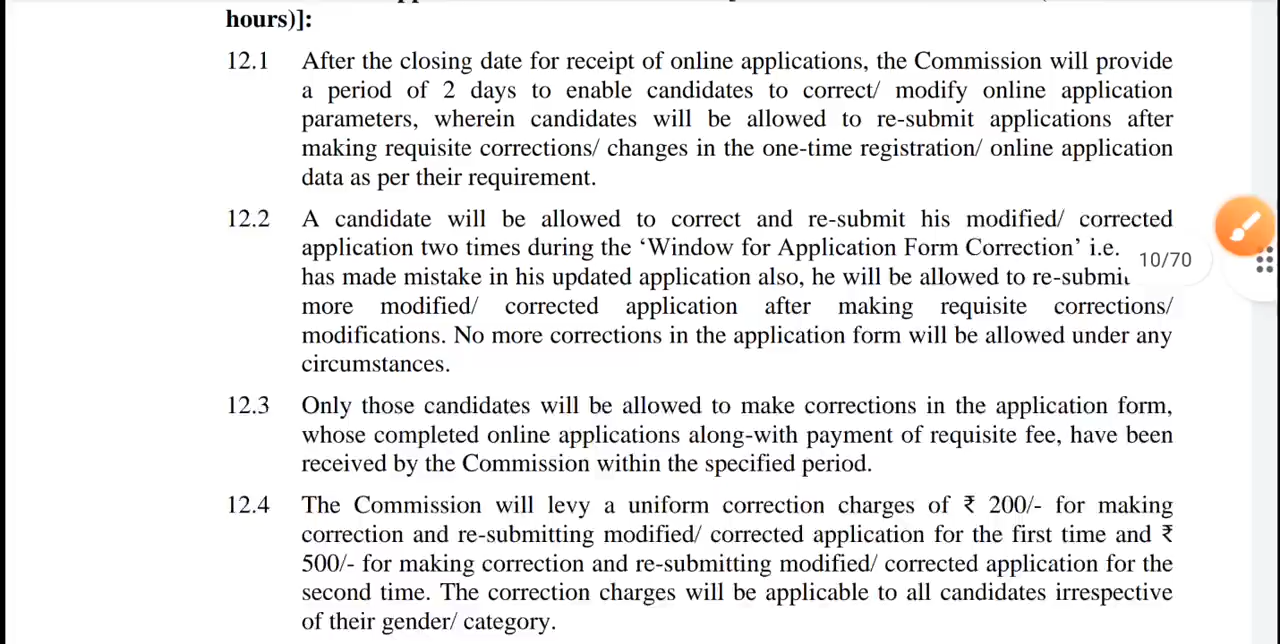 hours)]:
12.1 After the closing date for receipt of online applications, the Commission will provide
a period of 2 days to enable candidates to correct/ modify online application
parameters, wherein candidates will be allowed to re-submit applications after
making requisite corrections/ changes in the one-time registration/ online application
data as per their requirement.
12.2 A candidate will be allowed to correct and re-submit his modified/ corrected
application two times during the ‘Window for Application Form Correction’ i.e.
10/70
has made mistake in his updated application also, he will be allowed to re-submit
more modified/ corrected application after making requisite corrections/
modifications. No more corrections in the application form will be allowed under any
circumstances.
12.3 Only those candidates will be allowed to make corrections in the application form,
whose completed online applications along-with payment of requisite fee, have been
received by the Commission within the specified period.
12.4 The Commission will levy a uniform correction charges of ₹ 200/- for making
correction and re-submitting modified/ corrected application for the first time and ₹
500/- for making correction and re-submitting modified/ corrected application for the
second time. The correction charges will be applicable to all candidates irrespective
of their gender/ category.